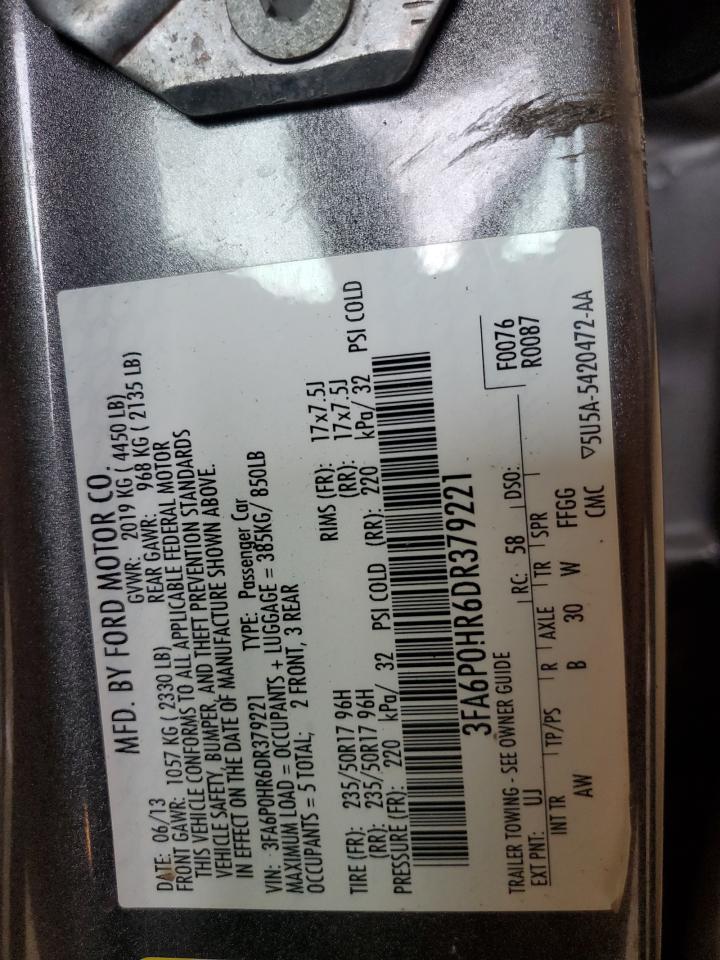 MFD. BY FORD MOTOR CO.
DATE: 06/13 GVWR: 2019 KG ( 4450 LB)
FRONT GAWR: 1057 KG ( 2330 LB) REAR GAWR: 968 KG ( 2135 LB)
THIS VEHICLE CONFORMS TO ALL APPLICABLE FEDERAL MOTOR
VEHICLE SAFETY, BUMPER, AND THEFT PREVENTION STANDARDS
IN EFFECT ON THE DATE OF MANUFACTURE SHOWN ABOVE.
VIN: 3FA6P0HR6DR379221 TYPE: Passenger Car
MAXIMUM LOAD = OCCUPANTS + LUGGAGE = 385KG/ 850LB
OCCUPANTS = 5 TOTAL; 2 FRONT, 3 REAR
TIRE (FR): 235/50R17 96H RIMS (FR): 17x7.5J
(RR): 235/50R17 96H (RR): 17x7.5J
PRESSURE (FR): 220 kPa/ 32 PSI COLD (RR): 220 kPa/ 32 PSI COLD
3FA6P0HR6DR379221
F0076
R0087
TRAILER TOWING - SEE OWNER GUIDE
EXT PNT: UJ RC: 58 DSO:
INT TR TP/PS R AXLE TR SPR
AW B 30 W FFGG
CMC ▽5U5A-5420472-AA